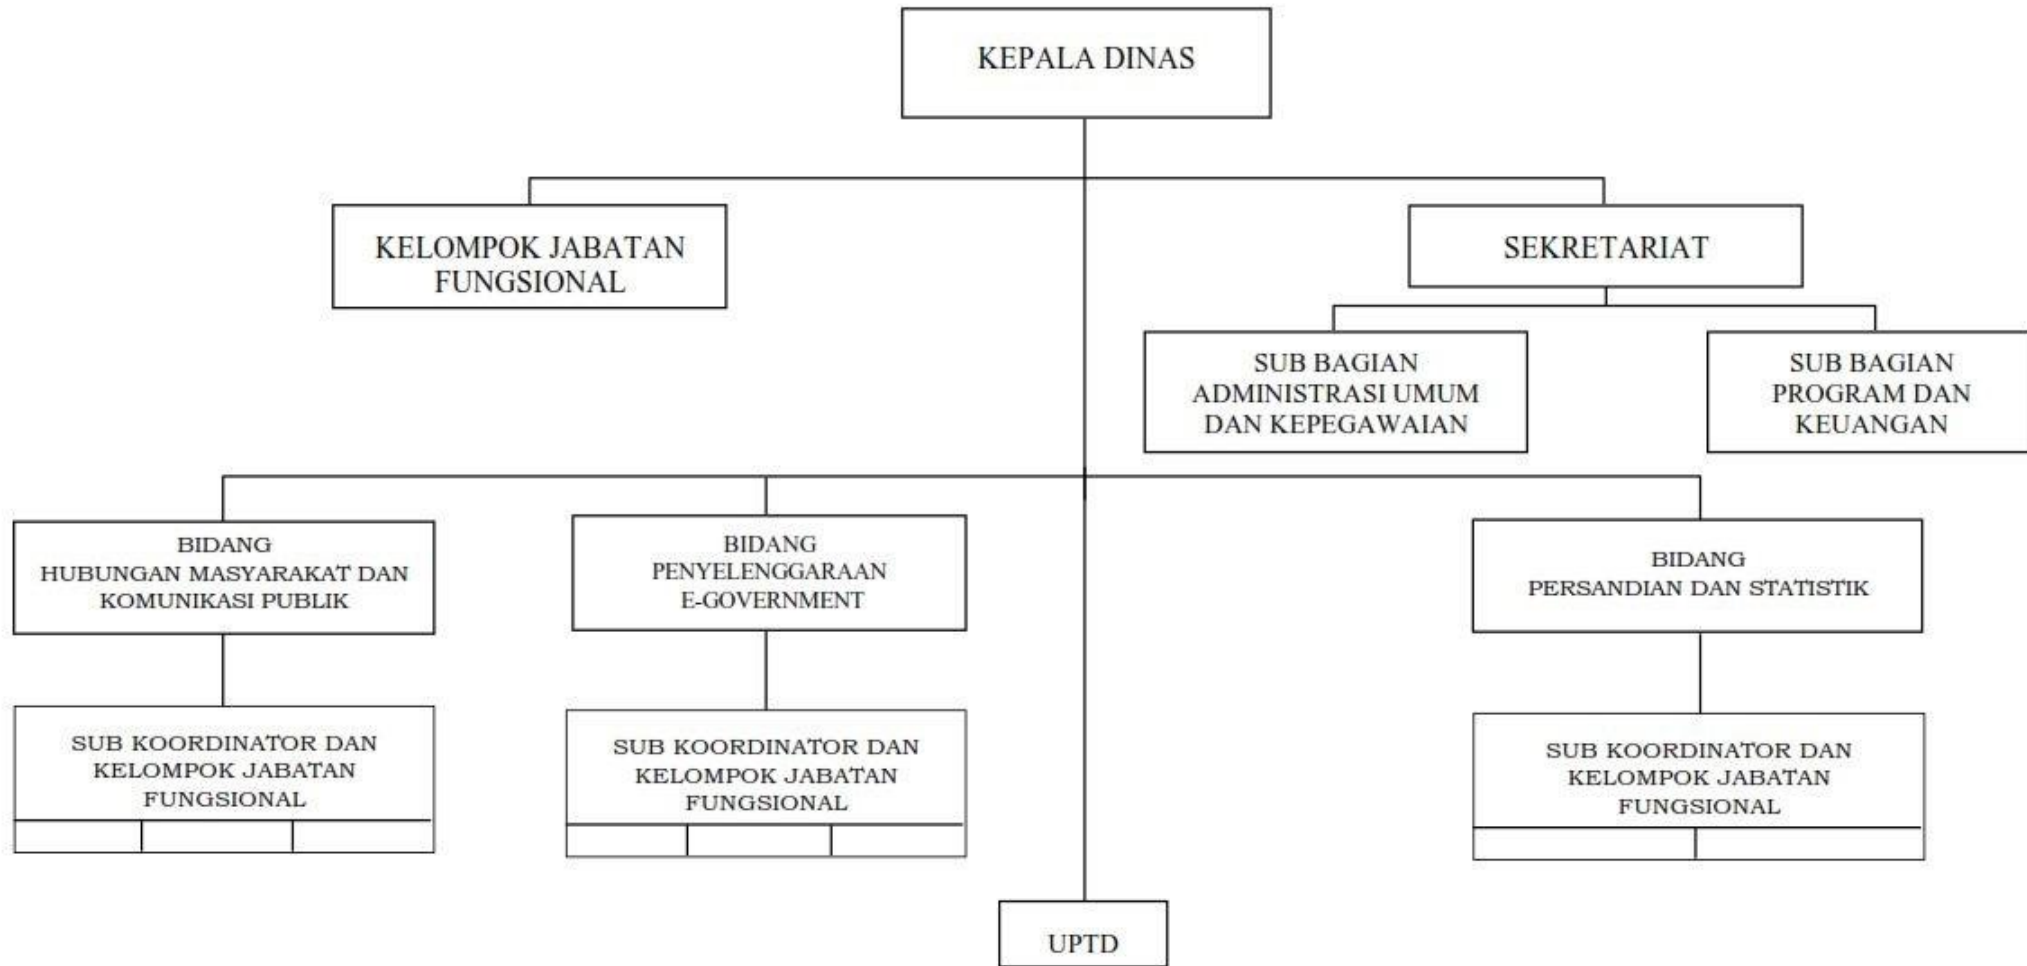 KEPALA DINAS
KELOMPOK JABATAN
FUNGSIONAL
SEKRETARIAT
SUB BAGIAN
ADMINISTRASI UMUM
DAN KEPEGAWAIAN
SUB BAGIAN
PROGRAM DAN
KEUANGAN
BIDANG
HUBUNGAN MASYARAKAT DAN
KOMUNIKASI PUBLIK
BIDANG
PENYELENGGARAAN
E-GOVERNMENT
BIDANG
PERSANDIAN DAN STATISTIK
SUB KOORDINATOR DAN
KELOMPOK JABATAN
FUNGSIONAL
SUB KOORDINATOR DAN
KELOMPOK JABATAN
FUNGSIONAL
SUB KOORDINATOR DAN
KELOMPOK JABATAN
FUNGSIONAL
UPTD